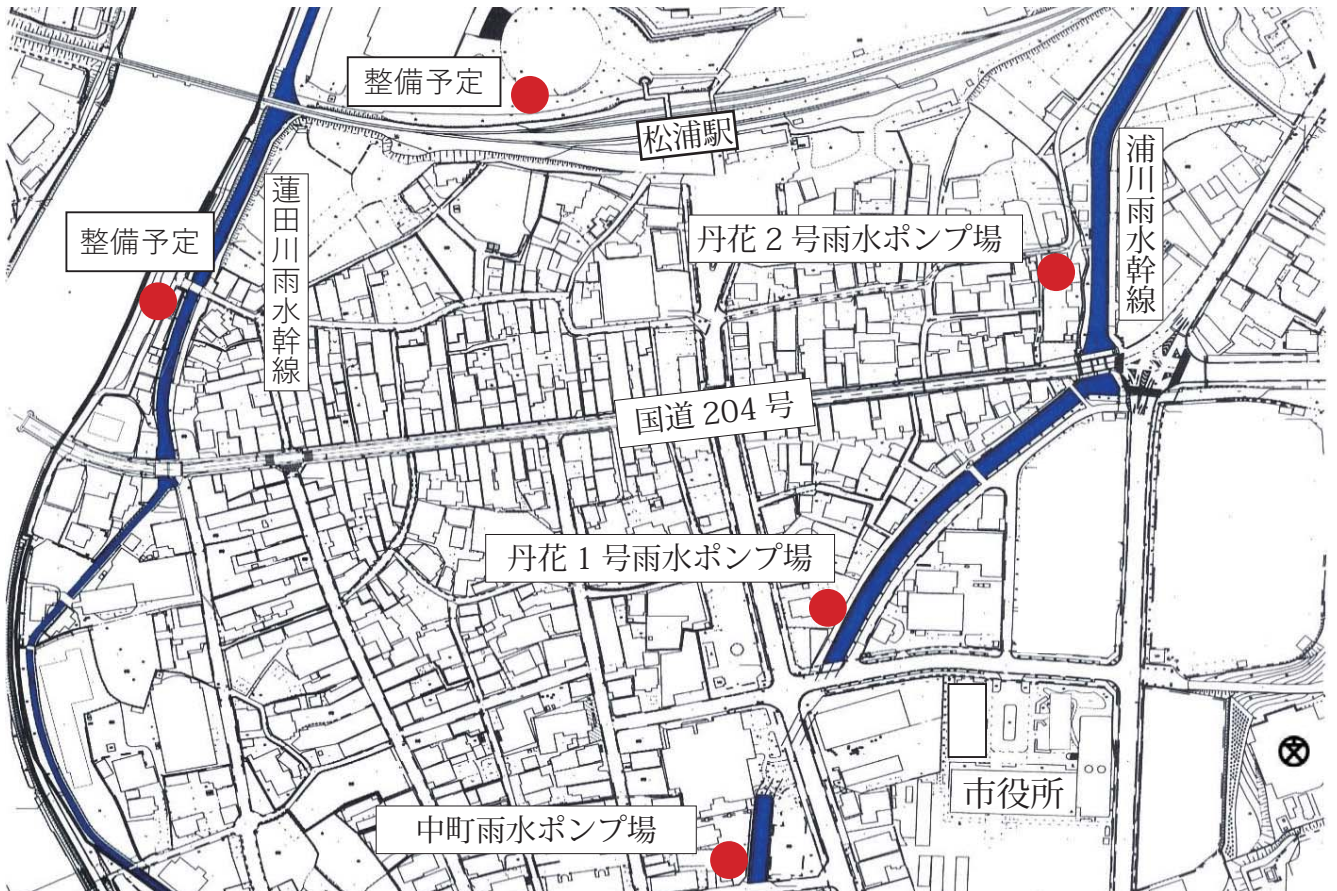 整備予定
松浦駅
浦川雨水幹線
蓮田川雨水幹線
整備予定
丹花2号雨水ポンプ場
国道204号
丹花1号雨水ポンプ場
市役所
中町雨水ポンプ場
文